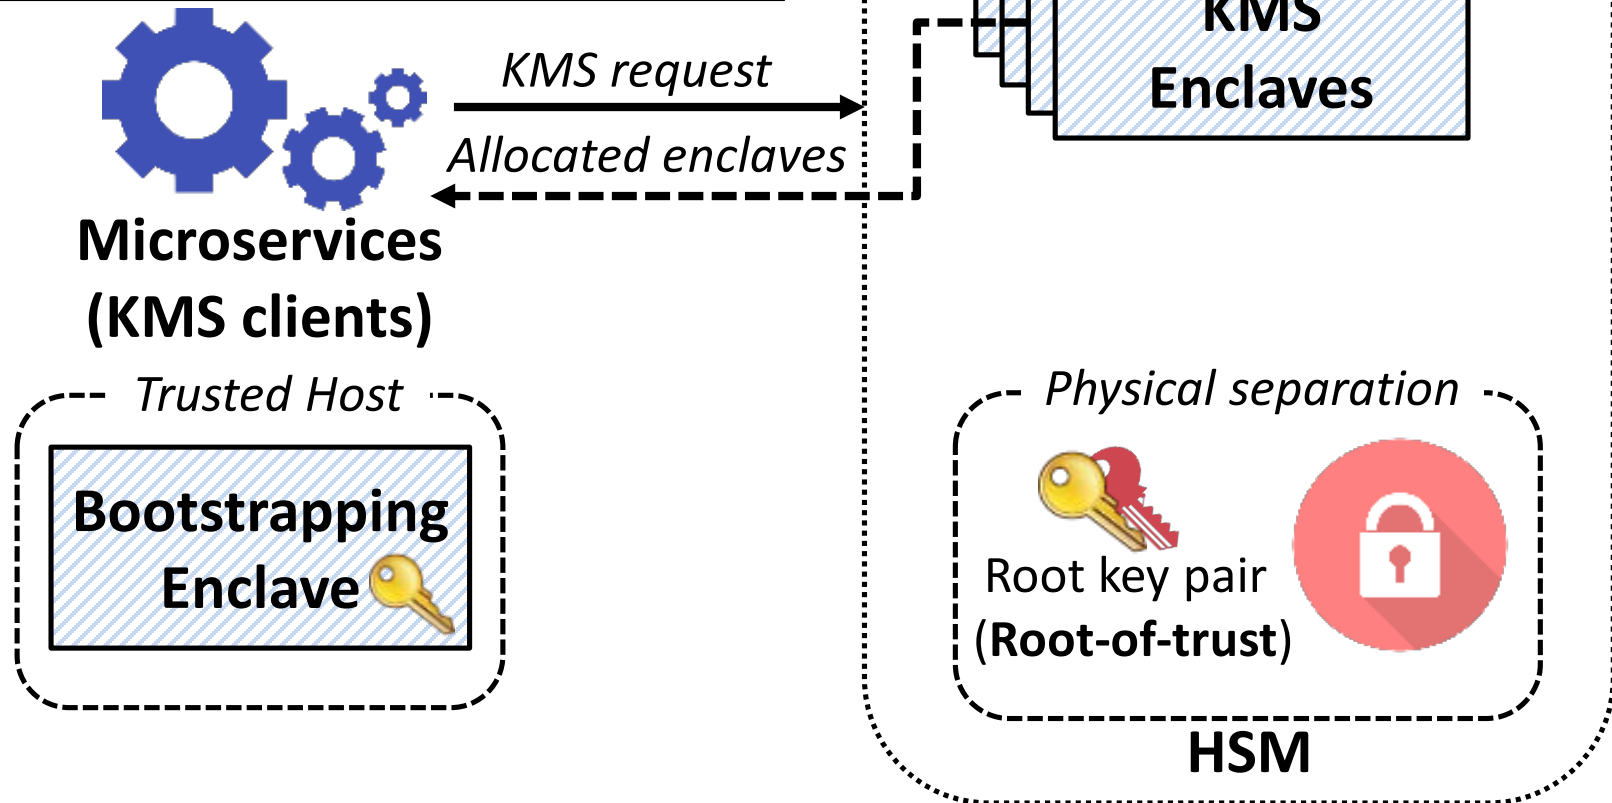 KMS
Enclaves
KMS request
Allocated enclaves
Microservices
(KMS clients)
Trusted Host
Bootstrapping
Enclave
Physical separation
Root key pair
(Root-of-trust)
HSM